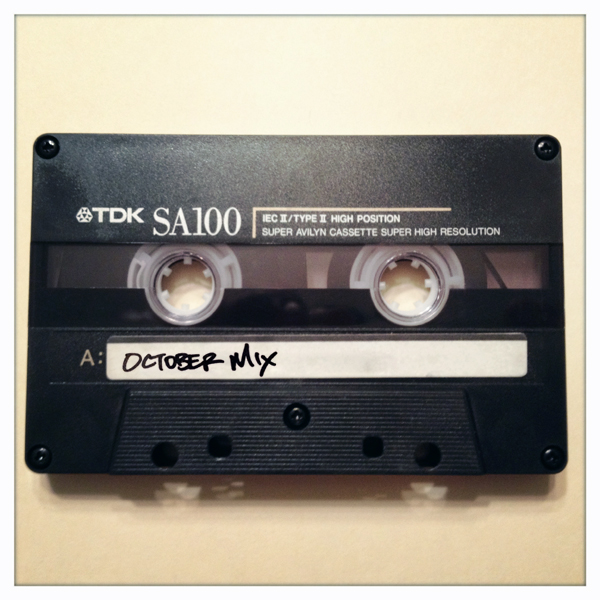 TDK SA100 IEC II/TYPE II HIGH POSITION
SUPER AVILYN CASSETTE SUPER HIGH RESOLUTION
A: OCTOBER MIX